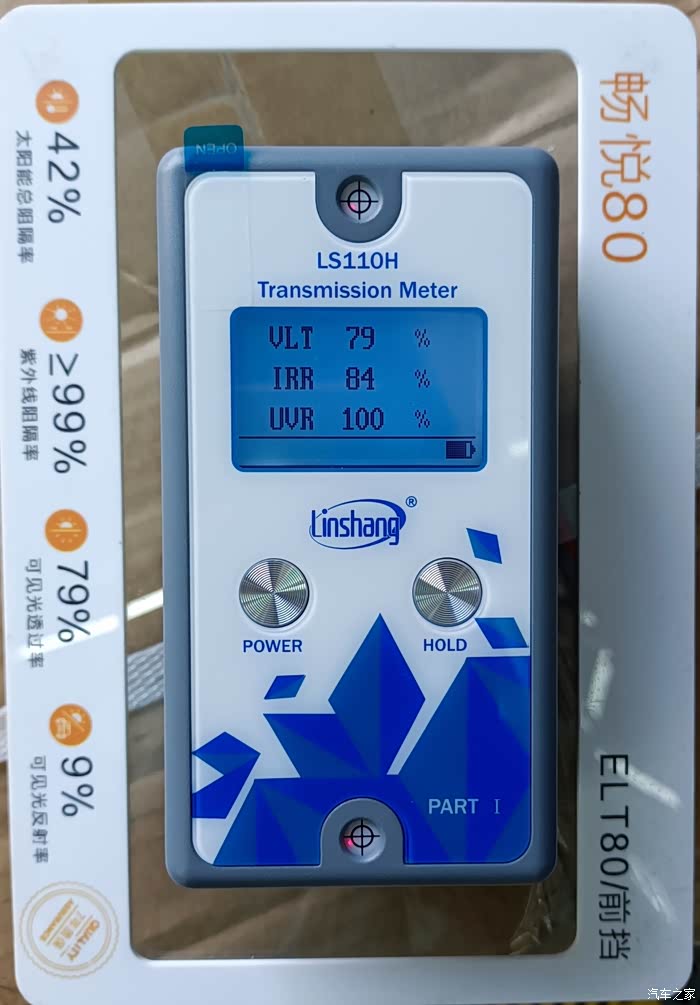 畅悦80
42%
太阳能总阻隔率
≥99%
紫外线阻隔率
79%
可见光透过率
9%
可见光反射率
ELT80/前挡
QUALITY
OPEN
LS110H
Transmission Meter
VLT 79 %
IRR 84 %
UVR 100 %
Linshang®
POWER
HOLD
PART I
汽车之家